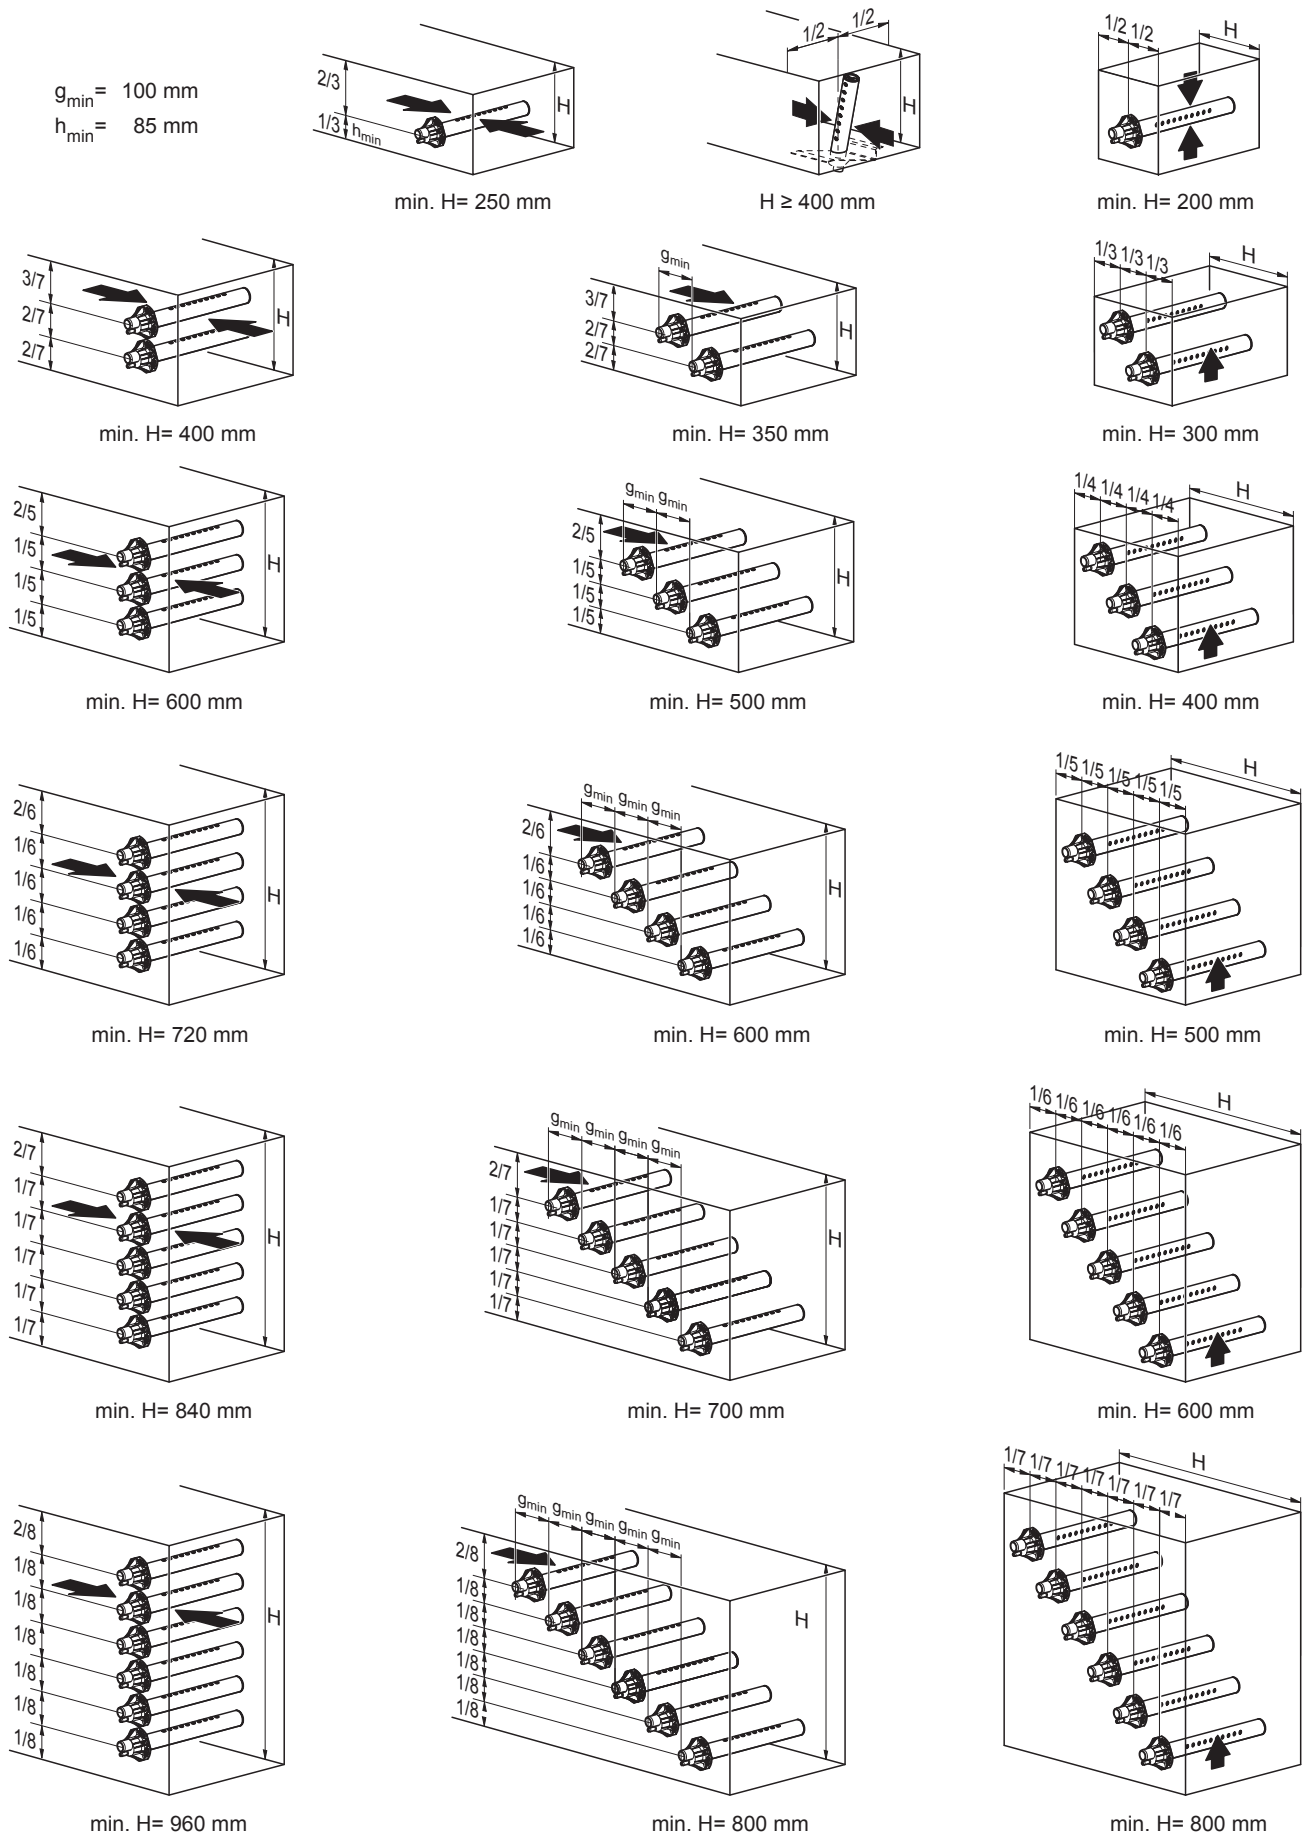 g_min= 100 mm
h_min= 85 mm
2/3
1/3
h_min
H
min. H= 250 mm
1/2 1/2
H
H ≥ 400 mm
1/2 1/2
H
min. H= 200 mm
3/7
2/7
2/7
H
min. H= 400 mm
g_min
3/7
2/7
2/7
H
min. H= 350 mm
1/3 1/3 1/3
H
min. H= 300 mm
2/5
1/5
1/5
1/5
H
min. H= 600 mm
g_min g_min
2/5
1/5
1/5
1/5
H
min. H= 500 mm
1/4 1/4 1/4 1/4
H
min. H= 400 mm
2/6
1/6
1/6
1/6
1/6
H
min. H= 720 mm
g_min g_min g_min
2/6
1/6
1/6
1/6
1/6
H
min. H= 600 mm
1/5 1/5 1/5 1/5 1/5
H
min. H= 500 mm
2/7
1/7
1/7
1/7
1/7
1/7
H
min. H= 840 mm
g_min g_min g_min g_min
2/7
1/7
1/7
1/7
1/7
1/7
H
min. H= 700 mm
1/6 1/6 1/6 1/6 1/6 1/6
H
min. H= 600 mm
2/8
1/8
1/8
1/8
1/8
1/8
1/8
H
min. H= 960 mm
g_min g_min g_min g_min g_min
2/8
1/8
1/8
1/8
1/8
1/8
1/8
H
min. H= 800 mm
1/7 1/7 1/7 1/7 1/7 1/7 1/7
H
min. H= 800 mm